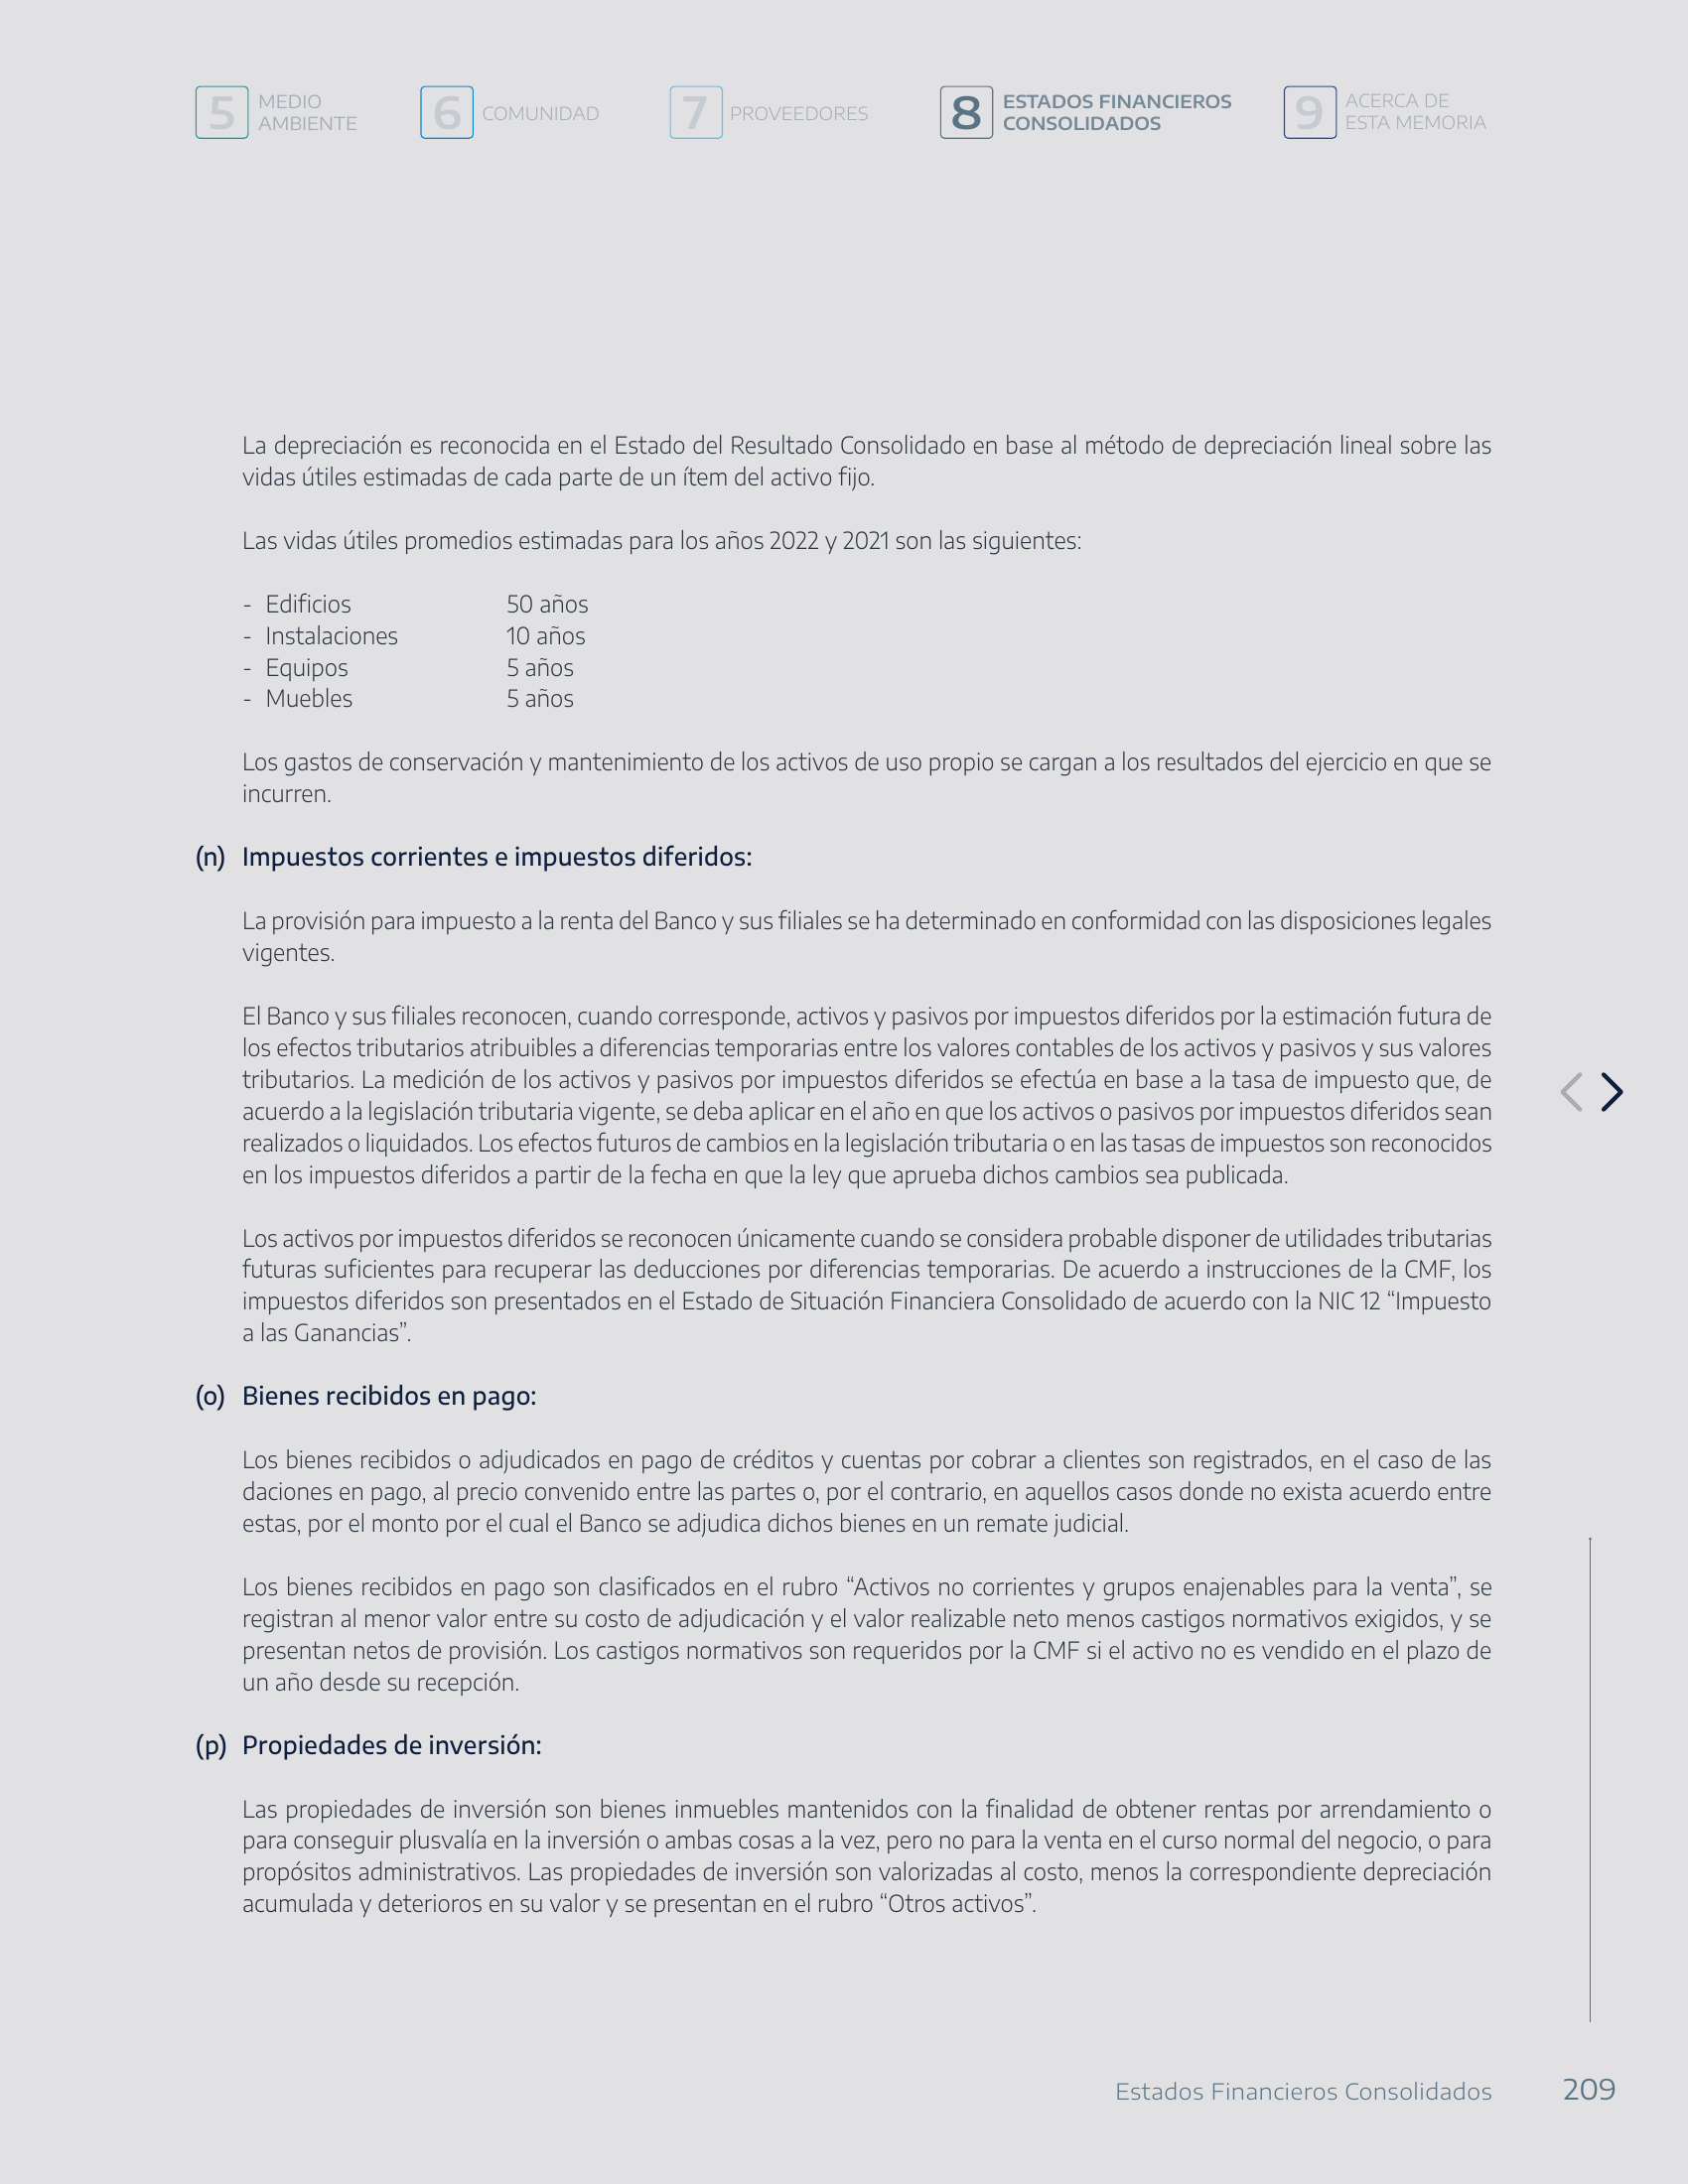 5 MEDIO AMBIENTE
6 COMUNIDAD
7 PROVEEDORES
8 ESTADOS FINANCIEROS CONSOLIDADOS
9 ACERCA DE ESTA MEMORIA
La depreciación es reconocida en el Estado del Resultado Consolidado en base al método de depreciación lineal sobre las
vidas útiles estimadas de cada parte de un ítem del activo fijo.
Las vidas útiles promedios estimadas para los años 2022 y 2021 son las siguientes:
- Edificios 50 años
- Instalaciones 10 años
- Equipos 5 años
- Muebles 5 años
Los gastos de conservación y mantenimiento de los activos de uso propio se cargan a los resultados del ejercicio en que se
incurren.
(n) Impuestos corrientes e impuestos diferidos:
La provisión para impuesto a la renta del Banco y sus filiales se ha determinado en conformidad con las disposiciones legales
vigentes.
El Banco y sus filiales reconocen, cuando corresponde, activos y pasivos por impuestos diferidos por la estimación futura de
los efectos tributarios atribuibles a diferencias temporarias entre los valores contables de los activos y pasivos y sus valores
tributarios. La medición de los activos y pasivos por impuestos diferidos se efectúa en base a la tasa de impuesto que, de
acuerdo a la legislación tributaria vigente, se deba aplicar en el año en que los activos o pasivos por impuestos diferidos sean
realizados o liquidados. Los efectos futuros de cambios en la legislación tributaria o en las tasas de impuestos son reconocidos
en los impuestos diferidos a partir de la fecha en que la ley que aprueba dichos cambios sea publicada.
Los activos por impuestos diferidos se reconocen únicamente cuando se considera probable disponer de utilidades tributarias
futuras suficientes para recuperar las deducciones por diferencias temporarias. De acuerdo a instrucciones de la CMF, los
impuestos diferidos son presentados en el Estado de Situación Financiera Consolidado de acuerdo con la NIC 12 “Impuesto
a las Ganancias”.
(o) Bienes recibidos en pago:
Los bienes recibidos o adjudicados en pago de créditos y cuentas por cobrar a clientes son registrados, en el caso de las
daciones en pago, al precio convenido entre las partes o, por el contrario, en aquellos casos donde no exista acuerdo entre
estas, por el monto por el cual el Banco se adjudica dichos bienes en un remate judicial.
Los bienes recibidos en pago son clasificados en el rubro “Activos no corrientes y grupos enajenables para la venta”, se
registran al menor valor entre su costo de adjudicación y el valor realizable neto menos castigos normativos exigidos, y se
presentan netos de provisión. Los castigos normativos son requeridos por la CMF si el activo no es vendido en el plazo de
un año desde su recepción.
(p) Propiedades de inversión:
Las propiedades de inversión son bienes inmuebles mantenidos con la finalidad de obtener rentas por arrendamiento o
para conseguir plusvalía en la inversión o ambas cosas a la vez, pero no para la venta en el curso normal del negocio, o para
propósitos administrativos. Las propiedades de inversión son valorizadas al costo, menos la correspondiente depreciación
acumulada y deterioros en su valor y se presentan en el rubro “Otros activos”.
Estados Financieros Consolidados 209